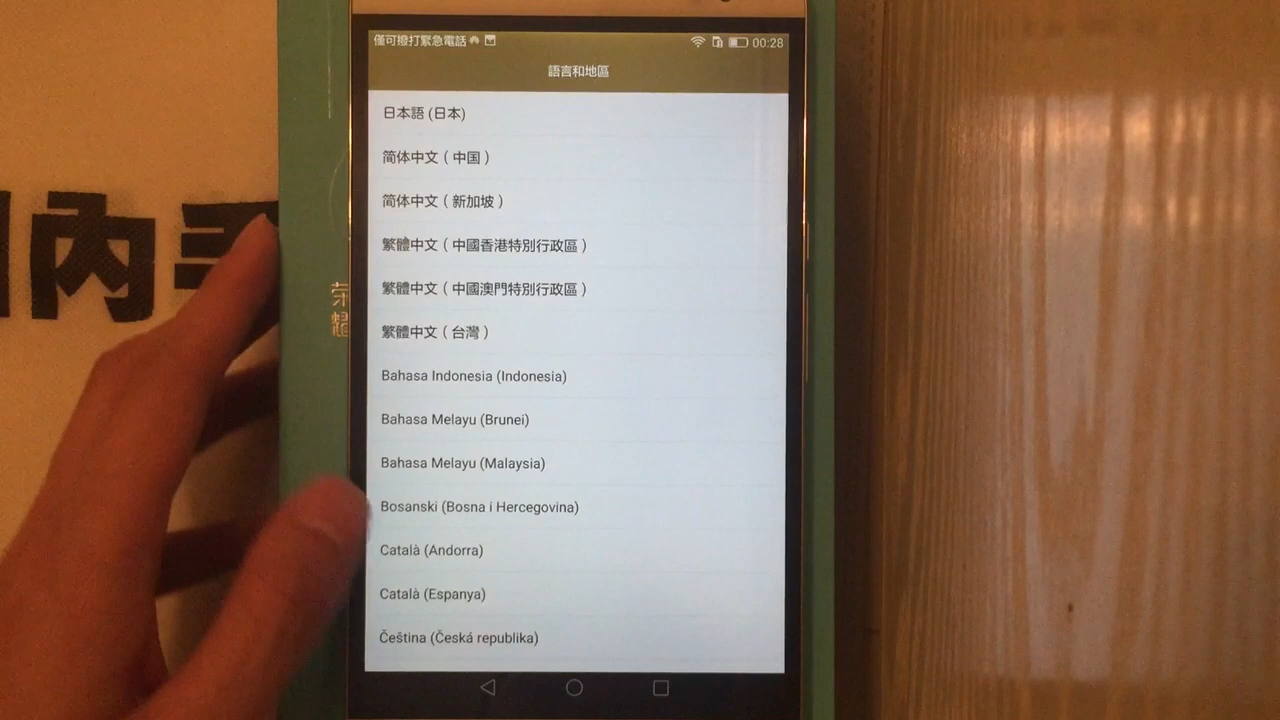 僅可撥打緊急電話
00:28
語言和地區
日本語 (日本)
简体中文 ( 中国 )
简体中文 ( 新加坡 )
繁體中文 ( 中國香港特別行政區 )
繁體中文 ( 中國澳門特別行政區 )
繁體中文 ( 台灣 )
Bahasa Indonesia (Indonesia)
Bahasa Melayu (Brunei)
Bahasa Melayu (Malaysia)
Bosanski (Bosna i Hercegovina)
Català (Andorra)
Català (Espanya)
Čeština (Česká republika)
內